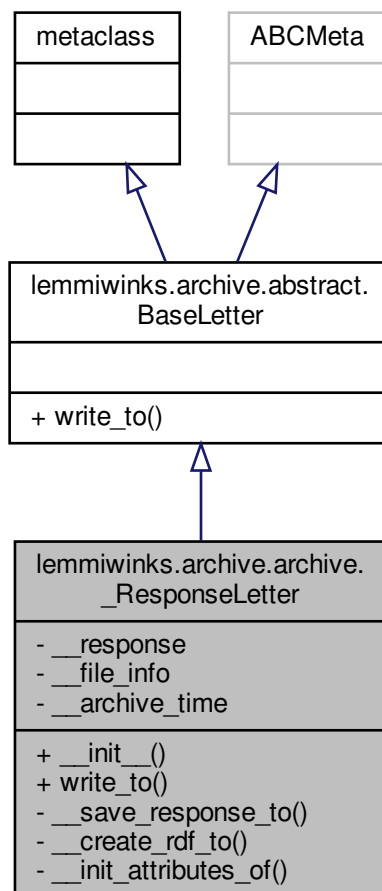 metaclass
ABCMeta
lemmiwinks.archive.abstract.
BaseLetter
+ write_to()
lemmiwinks.archive.archive.
_ResponseLetter
- __response
- __file_info
- __archive_time
+ __init__()
+ write_to()
- __save_response_to()
- __create_rdf_to()
- __init_attributes_of()